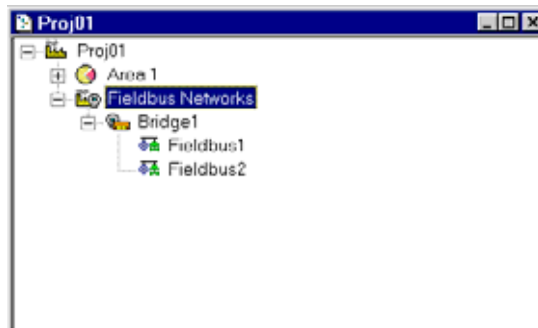 Proj01
Proj01
Area 1
Fieldbus Networks
Bridge1
Fieldbus1
Fieldbus2